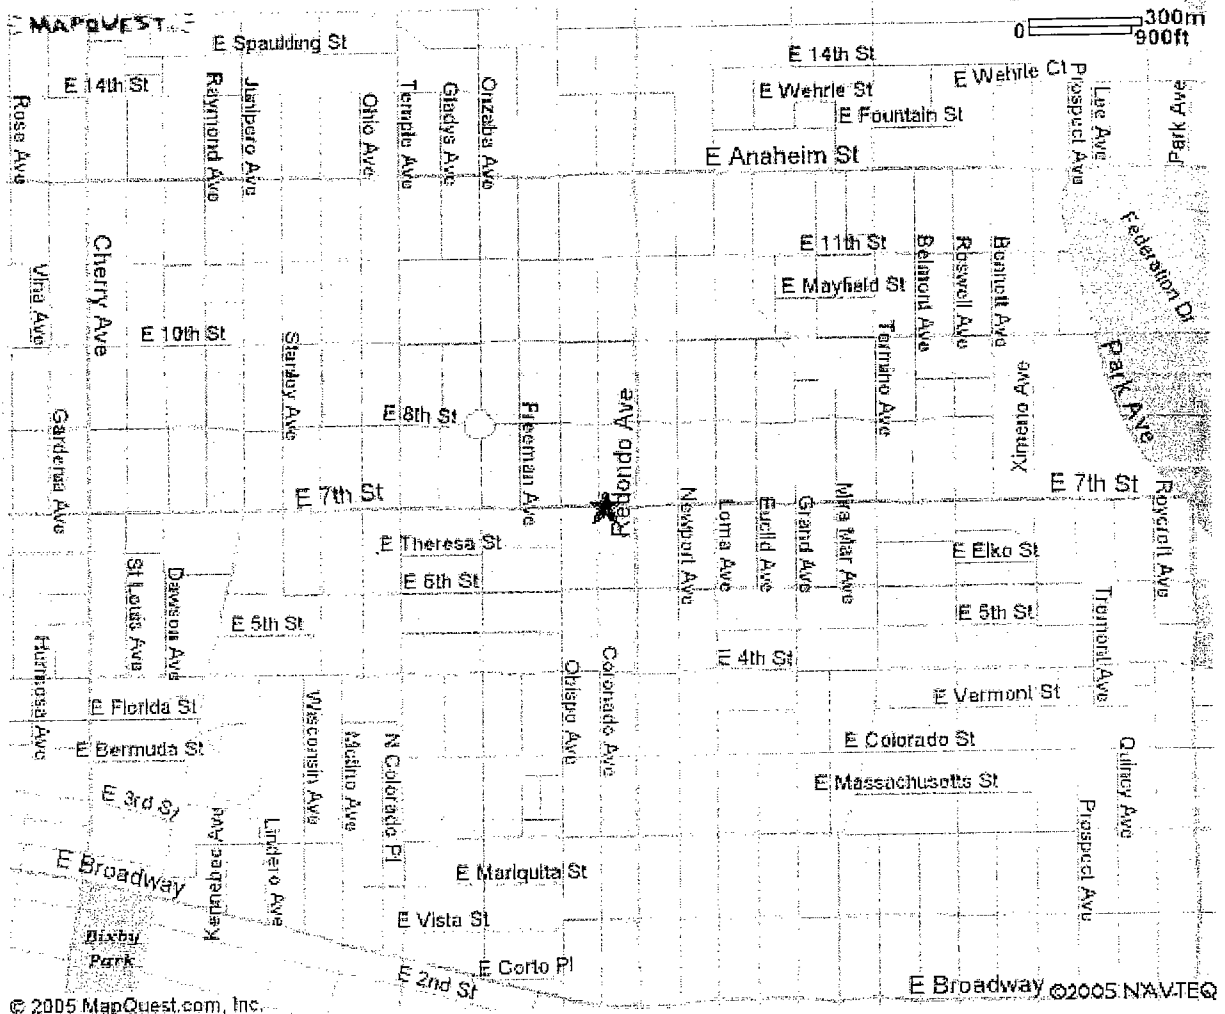 MAPQUEST
0 300m
900ft
E Spaulding St
E 14th St
E 14th St
E Wehrle St
E Wehrle Ct
E Fountain St
E Anaheim St
Rose Ave
Raymond Ave
Junipero Ave
Ohio Ave
Temple Ave
Gladys Ave
Orizaba Ave
Prospect Ave
Lee Ave
Park Ave
Federation Dr
Vina Ave
Cherry Ave
E 11th St
E Mayfield St
Belmont Ave
Roswell Ave
Bennett Ave
E 10th St
Stanley Ave
Termino Ave
Ximeno Ave
Park Ave
Gardenia Ave
E 8th St
Freeman Ave
Redondo Ave
E 7th St
E 7th St
Newport Ave
Loma Ave
Euclid Ave
Grand Ave
Mira Mar Ave
Roycroft Ave
E Theresa St
E 6th St
E Elko St
St Louis Ave
Dawson Ave
E 5th St
E 5th St
Tremont Ave
Hermosa Ave
E 4th St
Obispo Ave
Coronado Ave
E Florida St
E Vermont St
E Bermuda St
Wisconsin Ave
Molino Ave
N Colorado Pl
E Colorado St
Quincy Ave
E Massachusetts St
E 3rd St
Kennebec Ave
Lindero Ave
Prospect Ave
E Broadway
E Mariquita St
E Vista St
Bixby
Park
E 2nd St
E Corto Pl
E Broadway
©2005 NAVTEQ
© 2005 MapQuest.com, Inc.